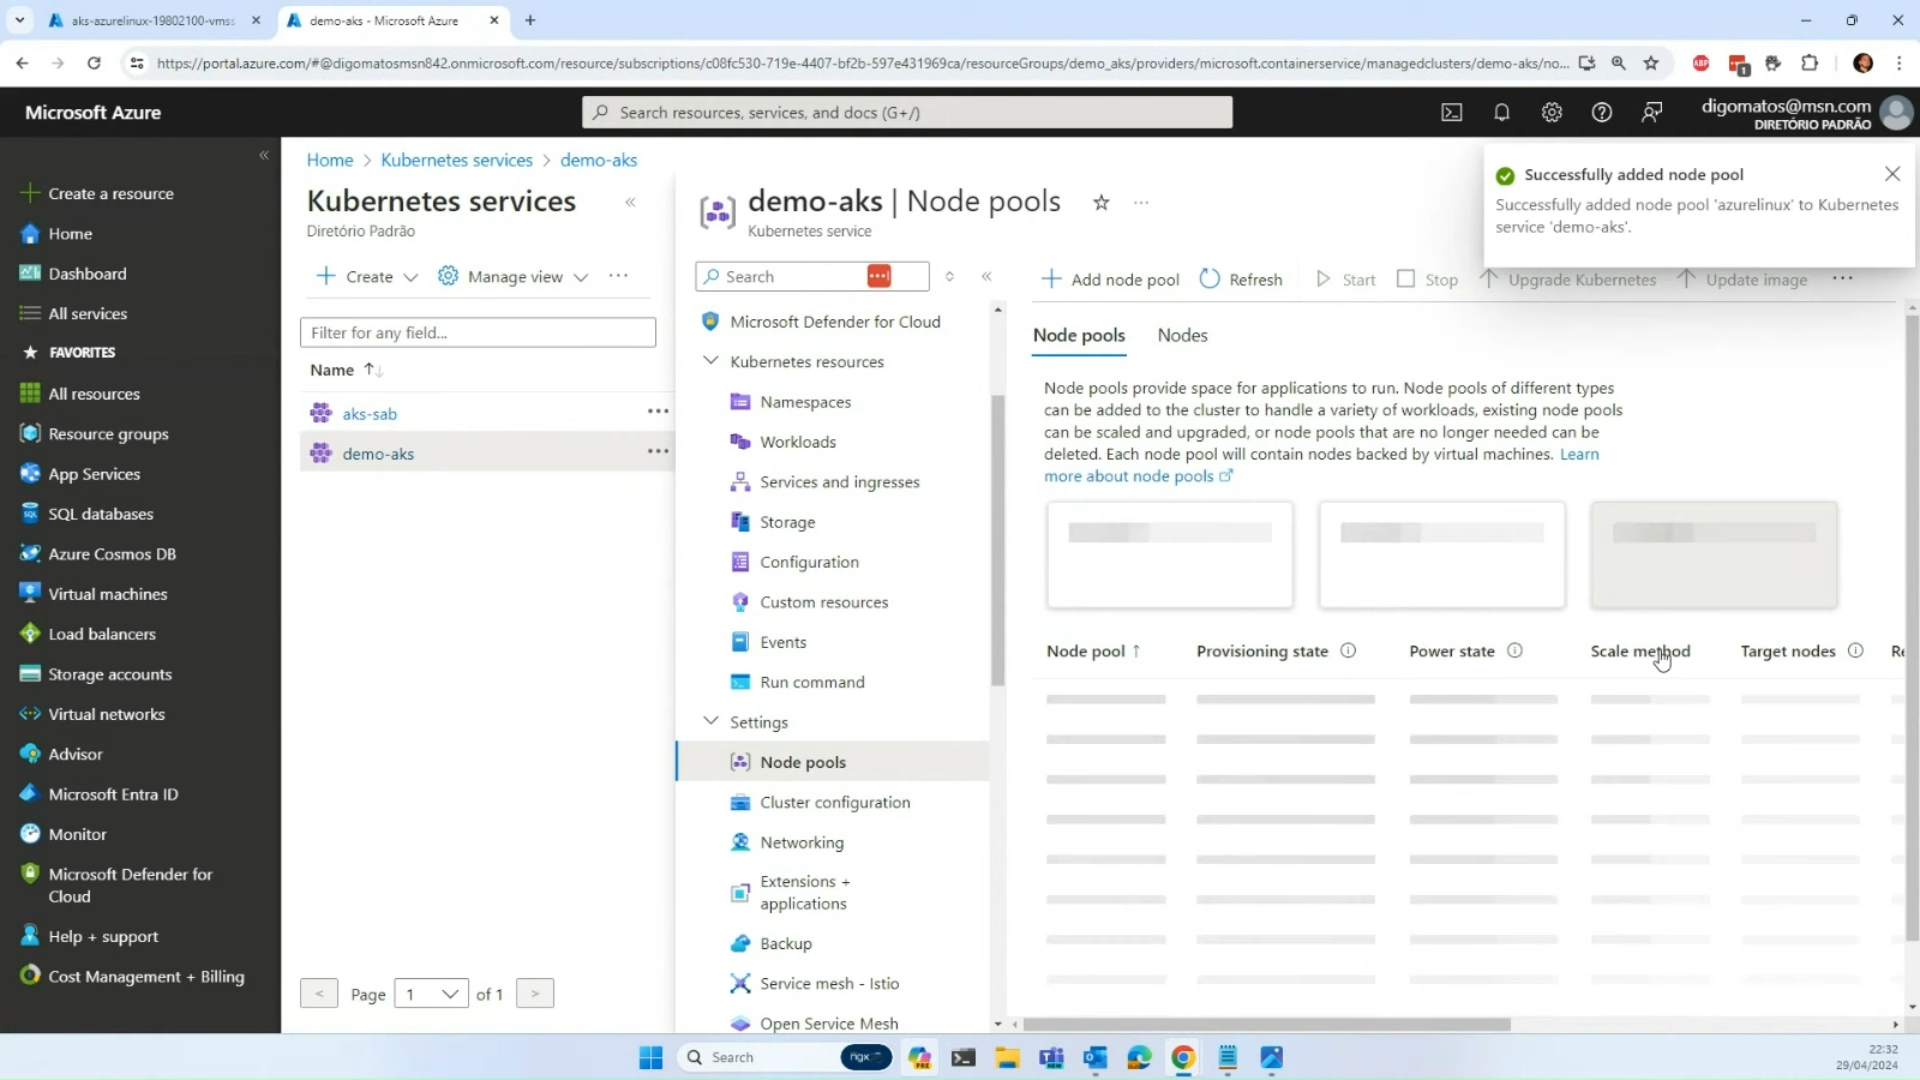 aks-azurelinux-19802100-vmss
demo-aks - Microsoft Azure
https://portal.azure.com/#@digomatosmsn842.onmicrosoft.com/resource/subscriptions/c08fc530-719e-4407-bf2b-597e431969ca/resourceGroups/demo_aks/providers/microsoft.containerservice/managedclusters/demo-aks/no...
ABP
1
Microsoft Azure
Search resources, services, and docs (G+/)
digomatos@msn.com
DIRETÓRIO PADRÃO
Create a resource
Home
Dashboard
All services
FAVORITES
All resources
Resource groups
App Services
SQL databases
Azure Cosmos DB
Virtual machines
Load balancers
Storage accounts
Virtual networks
Advisor
Microsoft Entra ID
Monitor
Microsoft Defender for
Cloud
Help + support
Cost Management + Billing
Home > Kubernetes services > demo-aks
Kubernetes services
Diretório Padrão
Create
Manage view
Filter for any field...
Name
aks-sab
demo-aks
< Page 1 of 1 >
demo-aks | Node pools
Kubernetes service
Search
Microsoft Defender for Cloud
Kubernetes resources
Namespaces
Workloads
Services and ingresses
Storage
Configuration
Custom resources
Events
Run command
Settings
Node pools
Cluster configuration
Networking
Extensions +
applications
Backup
Service mesh - Istio
Open Service Mesh
Successfully added node pool
Successfully added node pool 'azurelinux' to Kubernetes
service 'demo-aks'.
Add node pool
Refresh
Start
Stop
Upgrade Kubernetes
Update image
Node pools
Nodes
Node pools provide space for applications to run. Node pools of different types
can be added to the cluster to handle a variety of workloads, existing node pools
can be scaled and upgraded, or node pools that are no longer needed can be
deleted. Each node pool will contain nodes backed by virtual machines. Learn
more about node pools
Node pool
Provisioning state
Power state
Scale method
Target nodes
Re
Search
PRE
22:32
29/04/2024